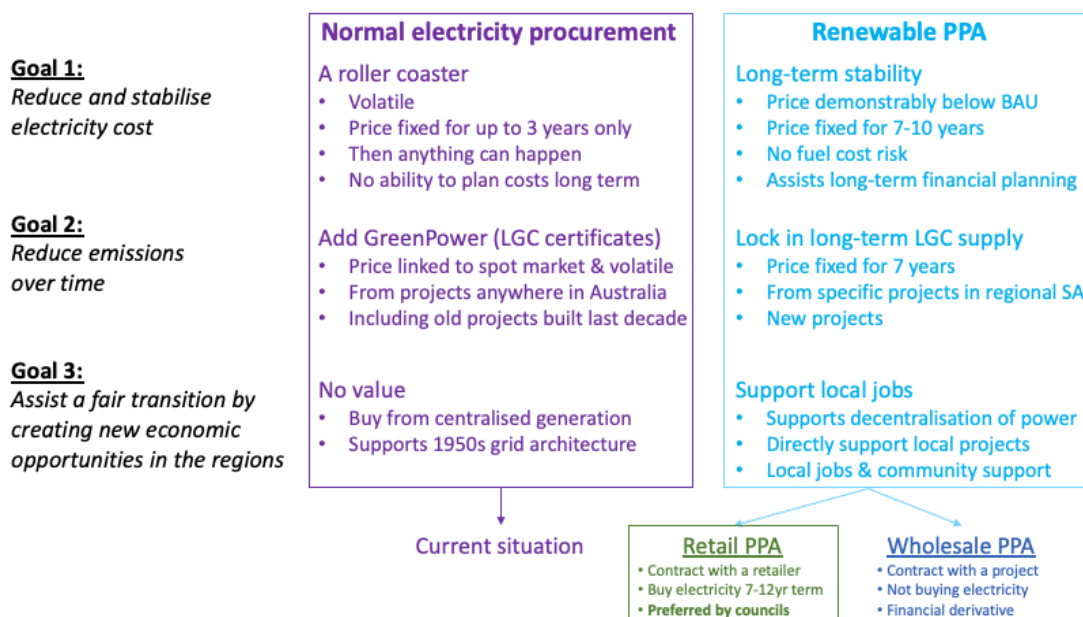 Normal electricity procurement
Renewable PPA
Goal 1:
Reduce and stabilise
electricity cost
A roller coaster
• Volatile
• Price fixed for up to 3 years only
• Then anything can happen
• No ability to plan costs long term
Long-term stability
• Price demonstrably below BAU
• Price fixed for 7-10 years
• No fuel cost risk
• Assists long-term financial planning
Goal 2:
Reduce emissions
over time
Add GreenPower (LGC certificates)
• Price linked to spot market & volatile
• From projects anywhere in Australia
• Including old projects built last decade
Lock in long-term LGC supply
• Price fixed for 7 years
• From specific projects in regional SA
• New projects
Goal 3:
Assist a fair transition by
creating new economic
opportunities in the regions
No value
• Buy from centralised generation
• Supports 1950s grid architecture
Support local jobs
• Supports decentralisation of power
• Directly support local projects
• Local jobs & community support
Current situation
Retail PPA
• Contract with a retailer
• Buy electricity 7-12yr term
• Preferred by councils
Wholesale PPA
• Contract with a project
• Not buying electricity
• Financial derivative